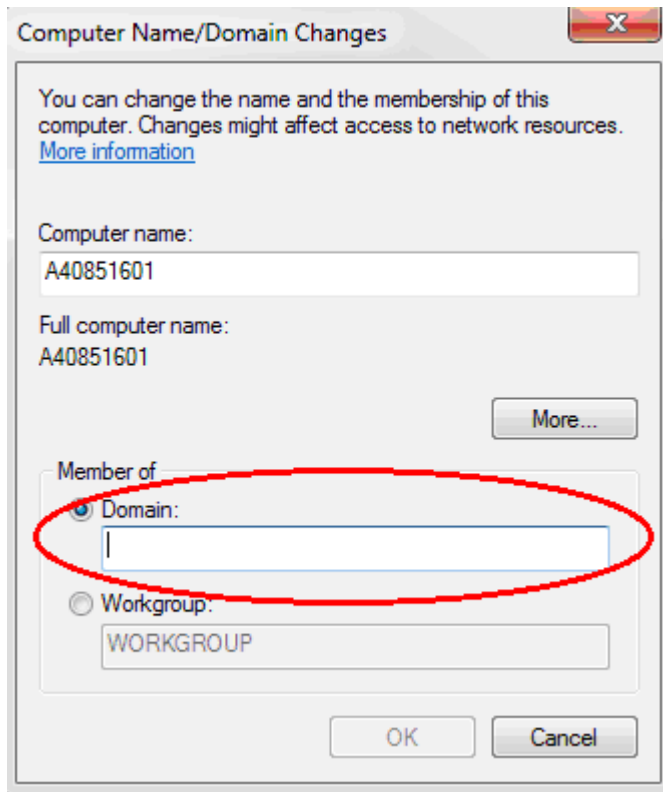 Computer Name/Domain Changes
You can change the name and the membership of this
computer. Changes might affect access to network resources.
More information
Computer name:
A40851601
Full computer name:
A40851601
More...
Member of
Domain:
Workgroup:
WORKGROUP
OK
Cancel